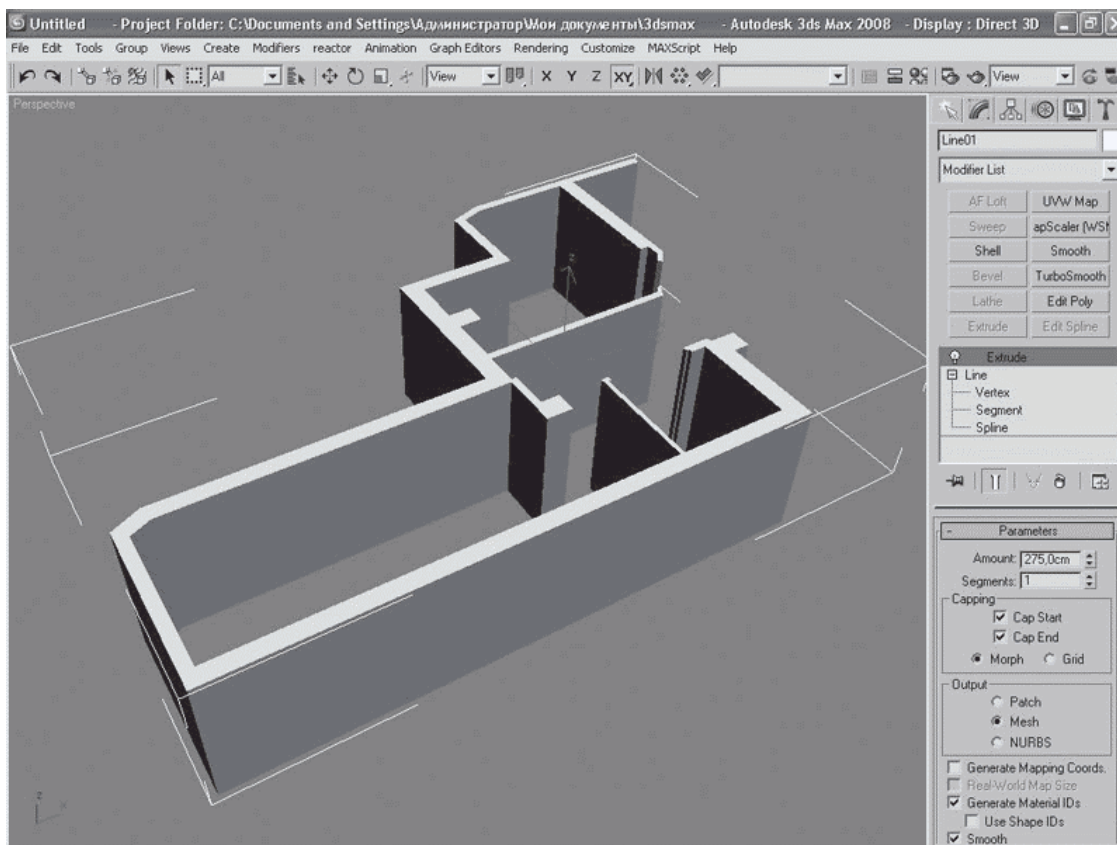 Untitled - Project Folder: C:\Documents and Settings\Администратор\Мои документы\3dsmax - Autodesk 3ds Max 2008 - Display : Direct 3D
File Edit Tools Group Views Create Modifiers reactor Animation Graph Editors Rendering Customize MAXScript Help
All View X Y Z XY View
Perspective
Line01
Modifier List
AF Loft UVW Map
Sweep apScaler (WSM
Shell Smooth
Bevel TurboSmooth
Lathe Edit Poly
Extrude Edit Spline
Extrude
Line
Vertex
Segment
Spline
- Parameters
Amount: 275,0cm
Segments: 1
Capping
Cap Start
Cap End
Morph Grid
Output
Patch
Mesh
NURBS
Generate Mapping Coords.
Real-World Map Size
Generate Material IDs
Use Shape IDs
Smooth